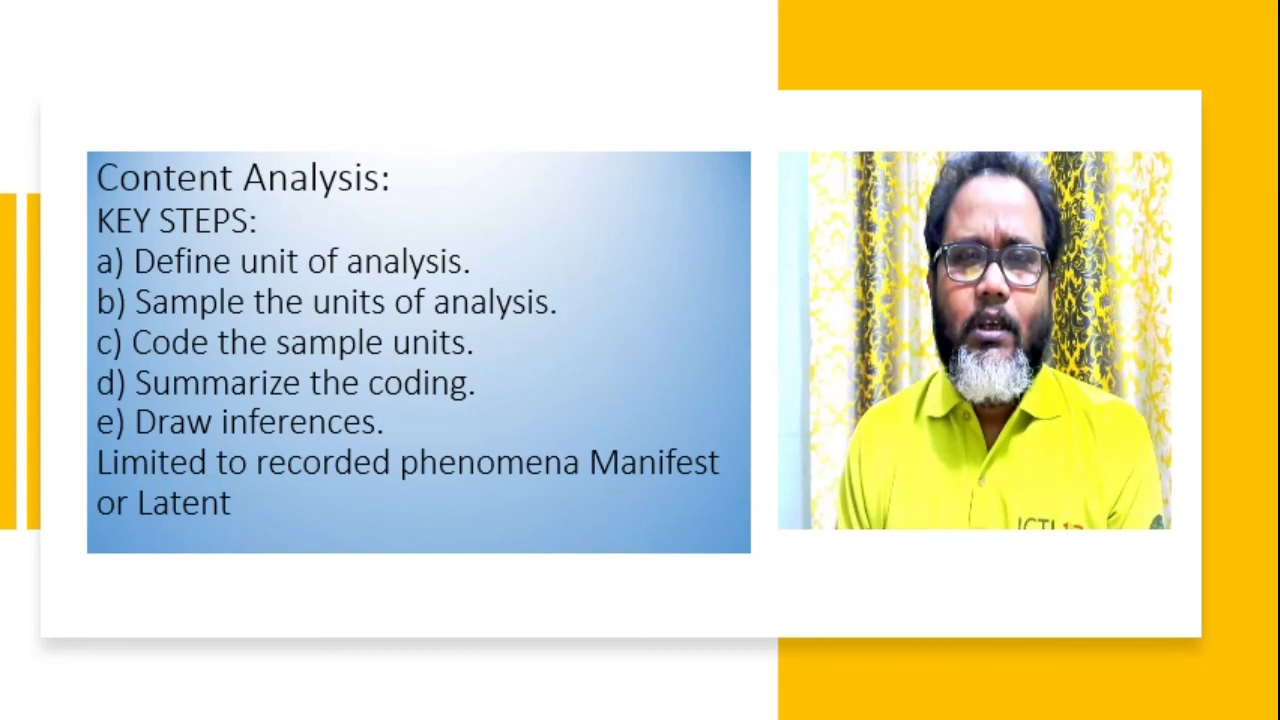 Content Analysis:
KEY STEPS:
a) Define unit of analysis.
b) Sample the units of analysis.
c) Code the sample units.
d) Summarize the coding.
e) Draw inferences.
Limited to recorded phenomena Manifest
or Latent